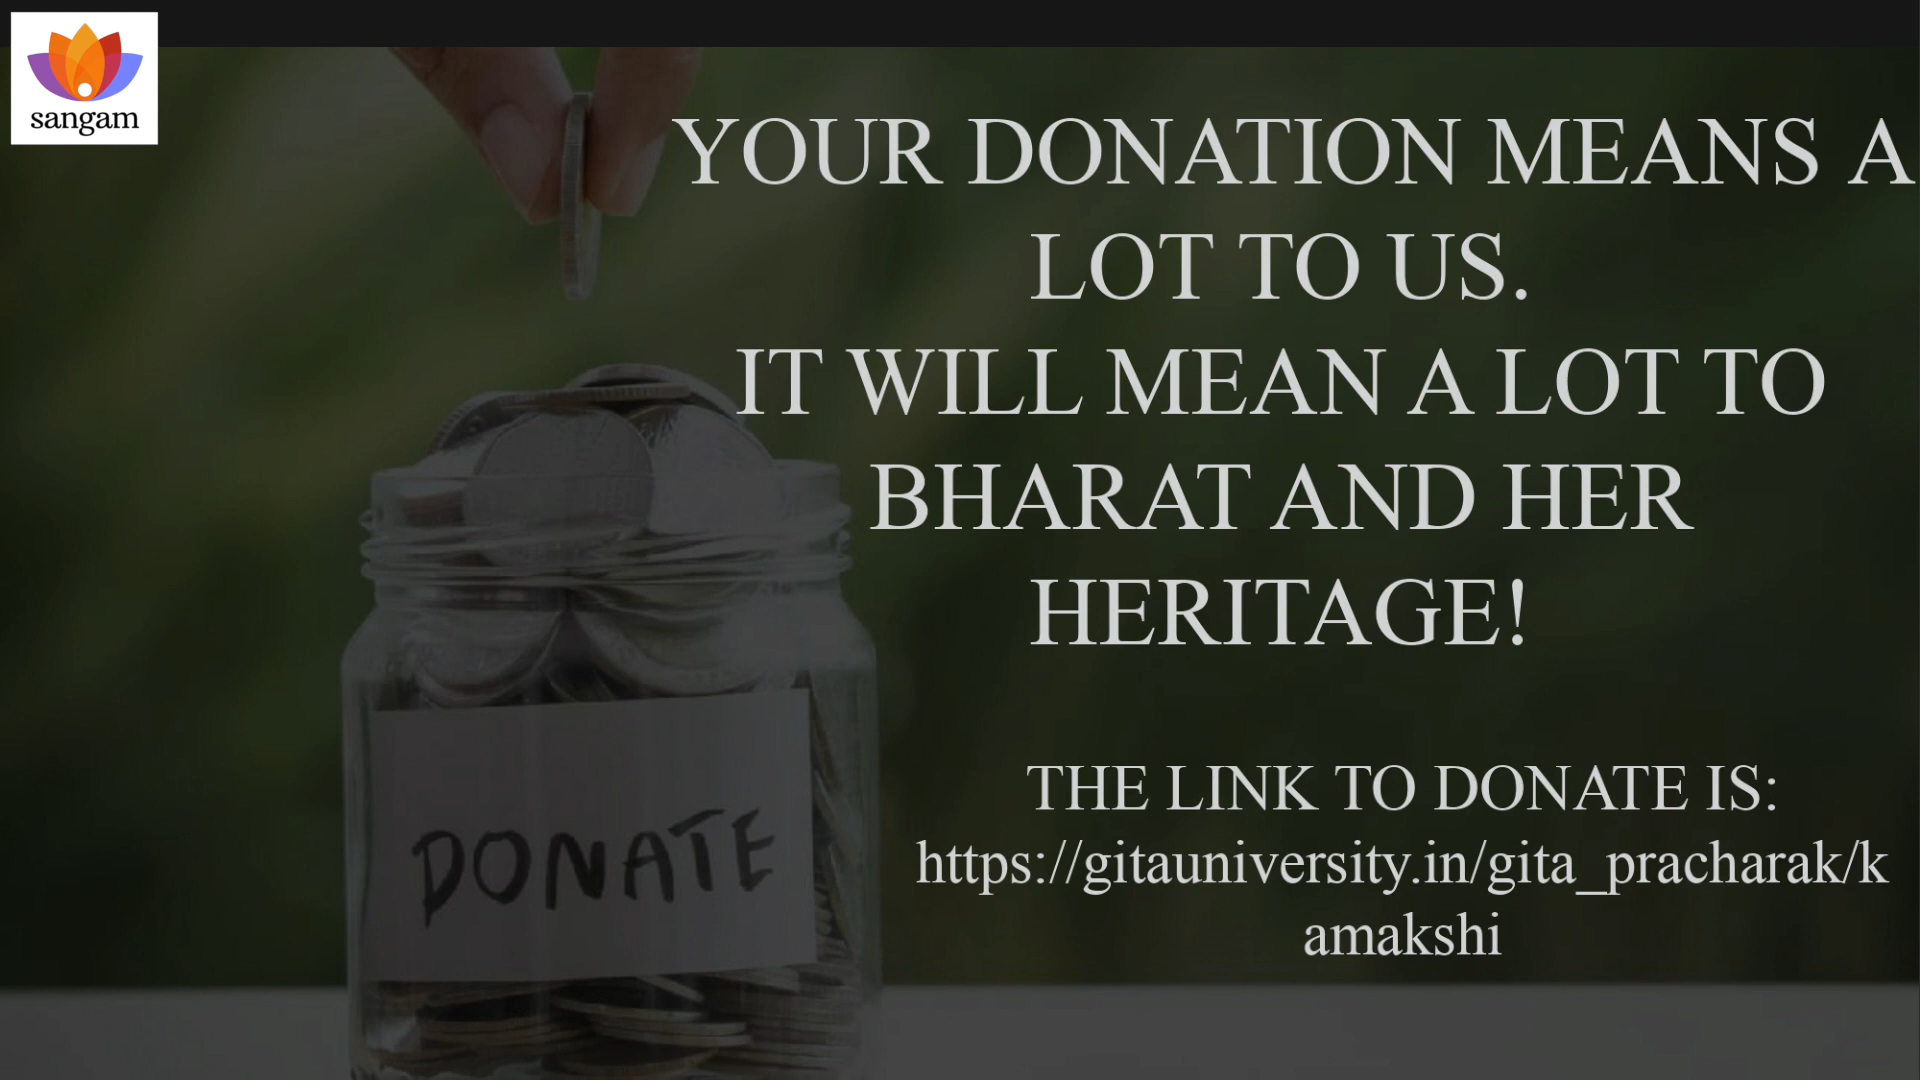 sangam
YOUR DONATION MEANS A
LOT TO US.
IT WILL MEAN A LOT TO
BHARAT AND HER
HERITAGE!
THE LINK TO DONATE IS:
https://gitauniversity.in/gita_pracharak/k
amakshi
DONATE